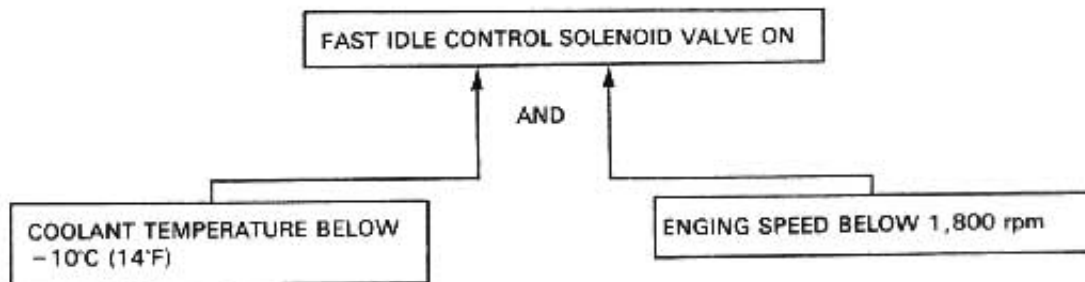 FAST IDLE CONTROL SOLENOID VALVE ON
AND
COOLANT TEMPERATURE BELOW
−10°C (14°F)
ENGING SPEED BELOW 1,800 rpm